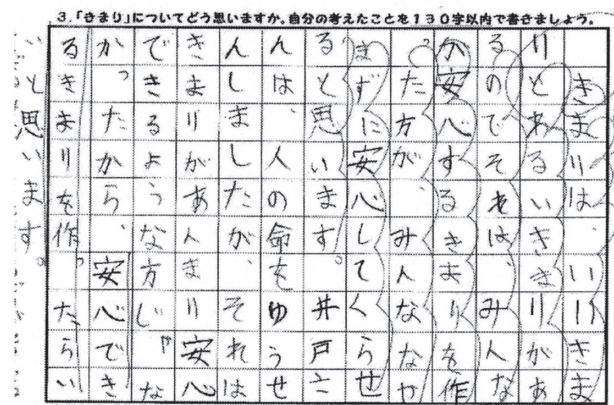 3.「きまり」についてどう思いますか。自分の考えたことを130字以内で書きましょう。
きまりは、いいきま
りとわるいきまりがあ
るのでそれは、みんな
が安心するきまりを作
った方が、みんななや
まずに安心してくらせ
ると思います。井戸さ
んは、人の命をゆうせ
んしましたが、それは
きまりがあんまり安心
できるような方じゃな
かったから、安心でき
るきまりを作ったらい
いと思います。